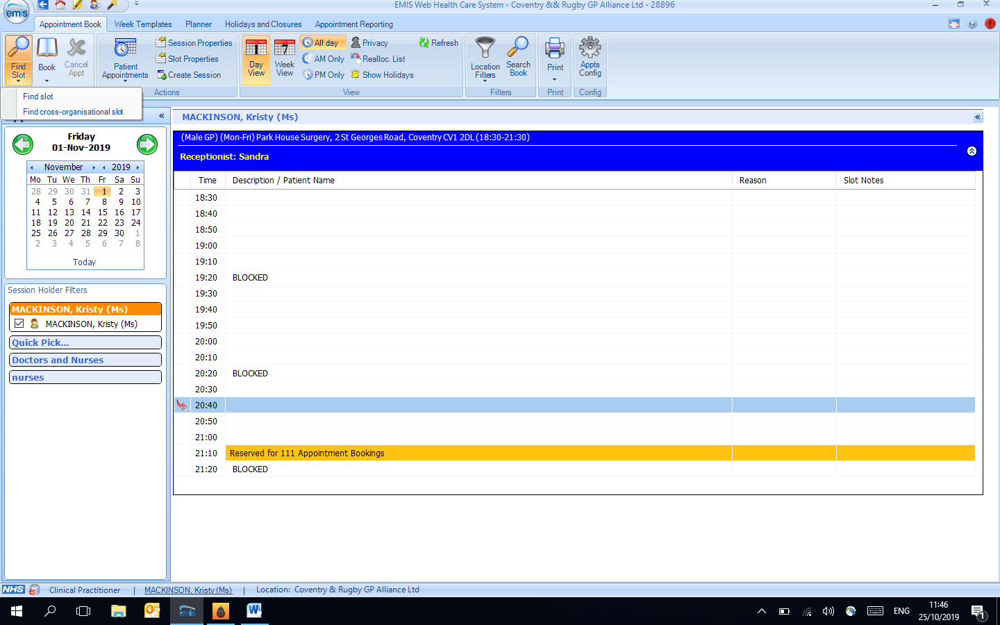 EMIS Web Health Care System - Coventry && Rugby GP Alliance Ltd - 28896
emis
Appointment Book
Week Templates
Planner
Holidays and Closures
Appointment Reporting
Find Slot
Book
Cancel Appt
Patient Appointments
Session Properties
Slot Properties
Create Session
Actions
1 Day View
7 Week View
All day
AM Only
PM Only
Privacy
Realloc. List
Show Holidays
Refresh
View
Location Filters
Search Book
Filters
Print
Print
Appts Config
Config
Find slot
Find cross-organisational slot
Friday
01-Nov-2019
November 2019
Mo Tu We Th Fr Sa Su
28 29 30 31 1 2 3
4 5 6 7 8 9 10
11 12 13 14 15 16 17
18 19 20 21 22 23 24
25 26 27 28 29 30 1
2 3 4 5 6 7 8
Today
Session Holder Filters
MACKINSON, Kristy (Ms)
MACKINSON, Kristy (Ms)
Quick Pick...
Doctors and Nurses
nurses
MACKINSON, Kristy (Ms)
(Male GP) (Mon-Fri) Park House Surgery, 2 St Georges Road, Coventry CV1 2DL (18:30-21:30)
Receptionist: Sandra
Time Description / Patient Name Reason Slot Notes
18:30
18:40
18:50
19:00
19:10
19:20 BLOCKED
19:30
19:40
19:50
20:00
20:10
20:20 BLOCKED
20:30
20:40
20:50
21:00
21:10 Reserved for 111 Appointment Bookings
21:20 BLOCKED
NHS Clinical Practitioner | MACKINSON, Kristy (Ms) | Location: Coventry & Rugby GP Alliance Ltd
ENG
11:46
25/10/2019
1